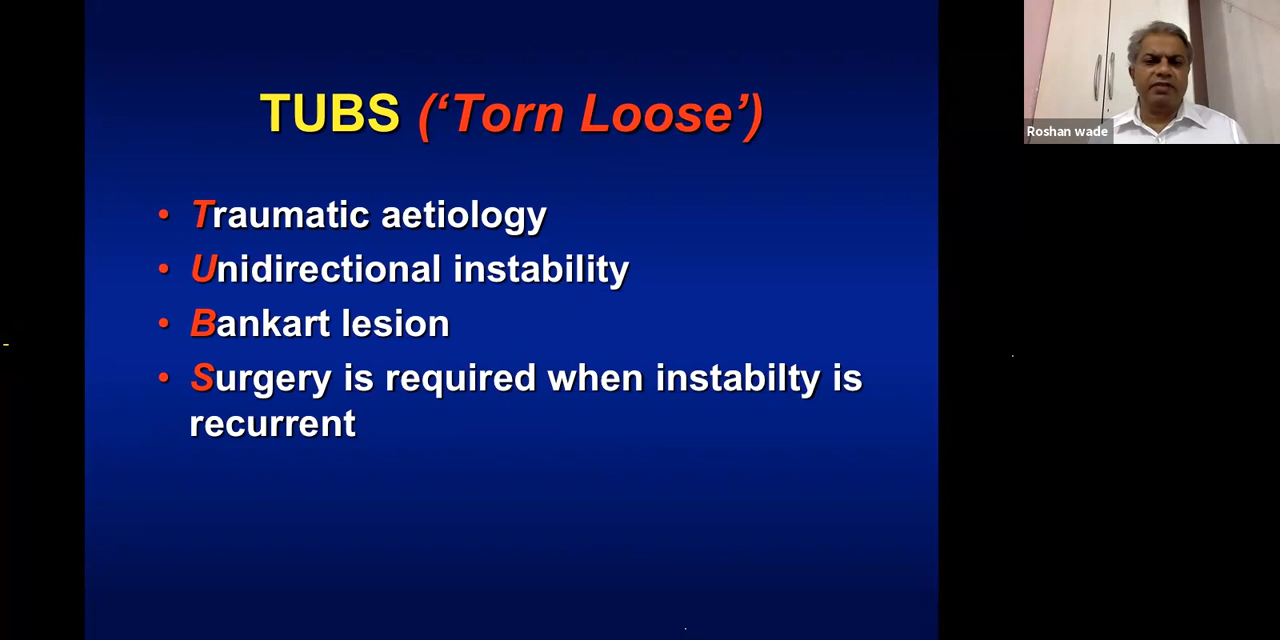 TUBS (‘Torn Loose’)
• Traumatic aetiology
• Unidirectional instability
• Bankart lesion
• Surgery is required when instabilty is
recurrent
Roshan wade